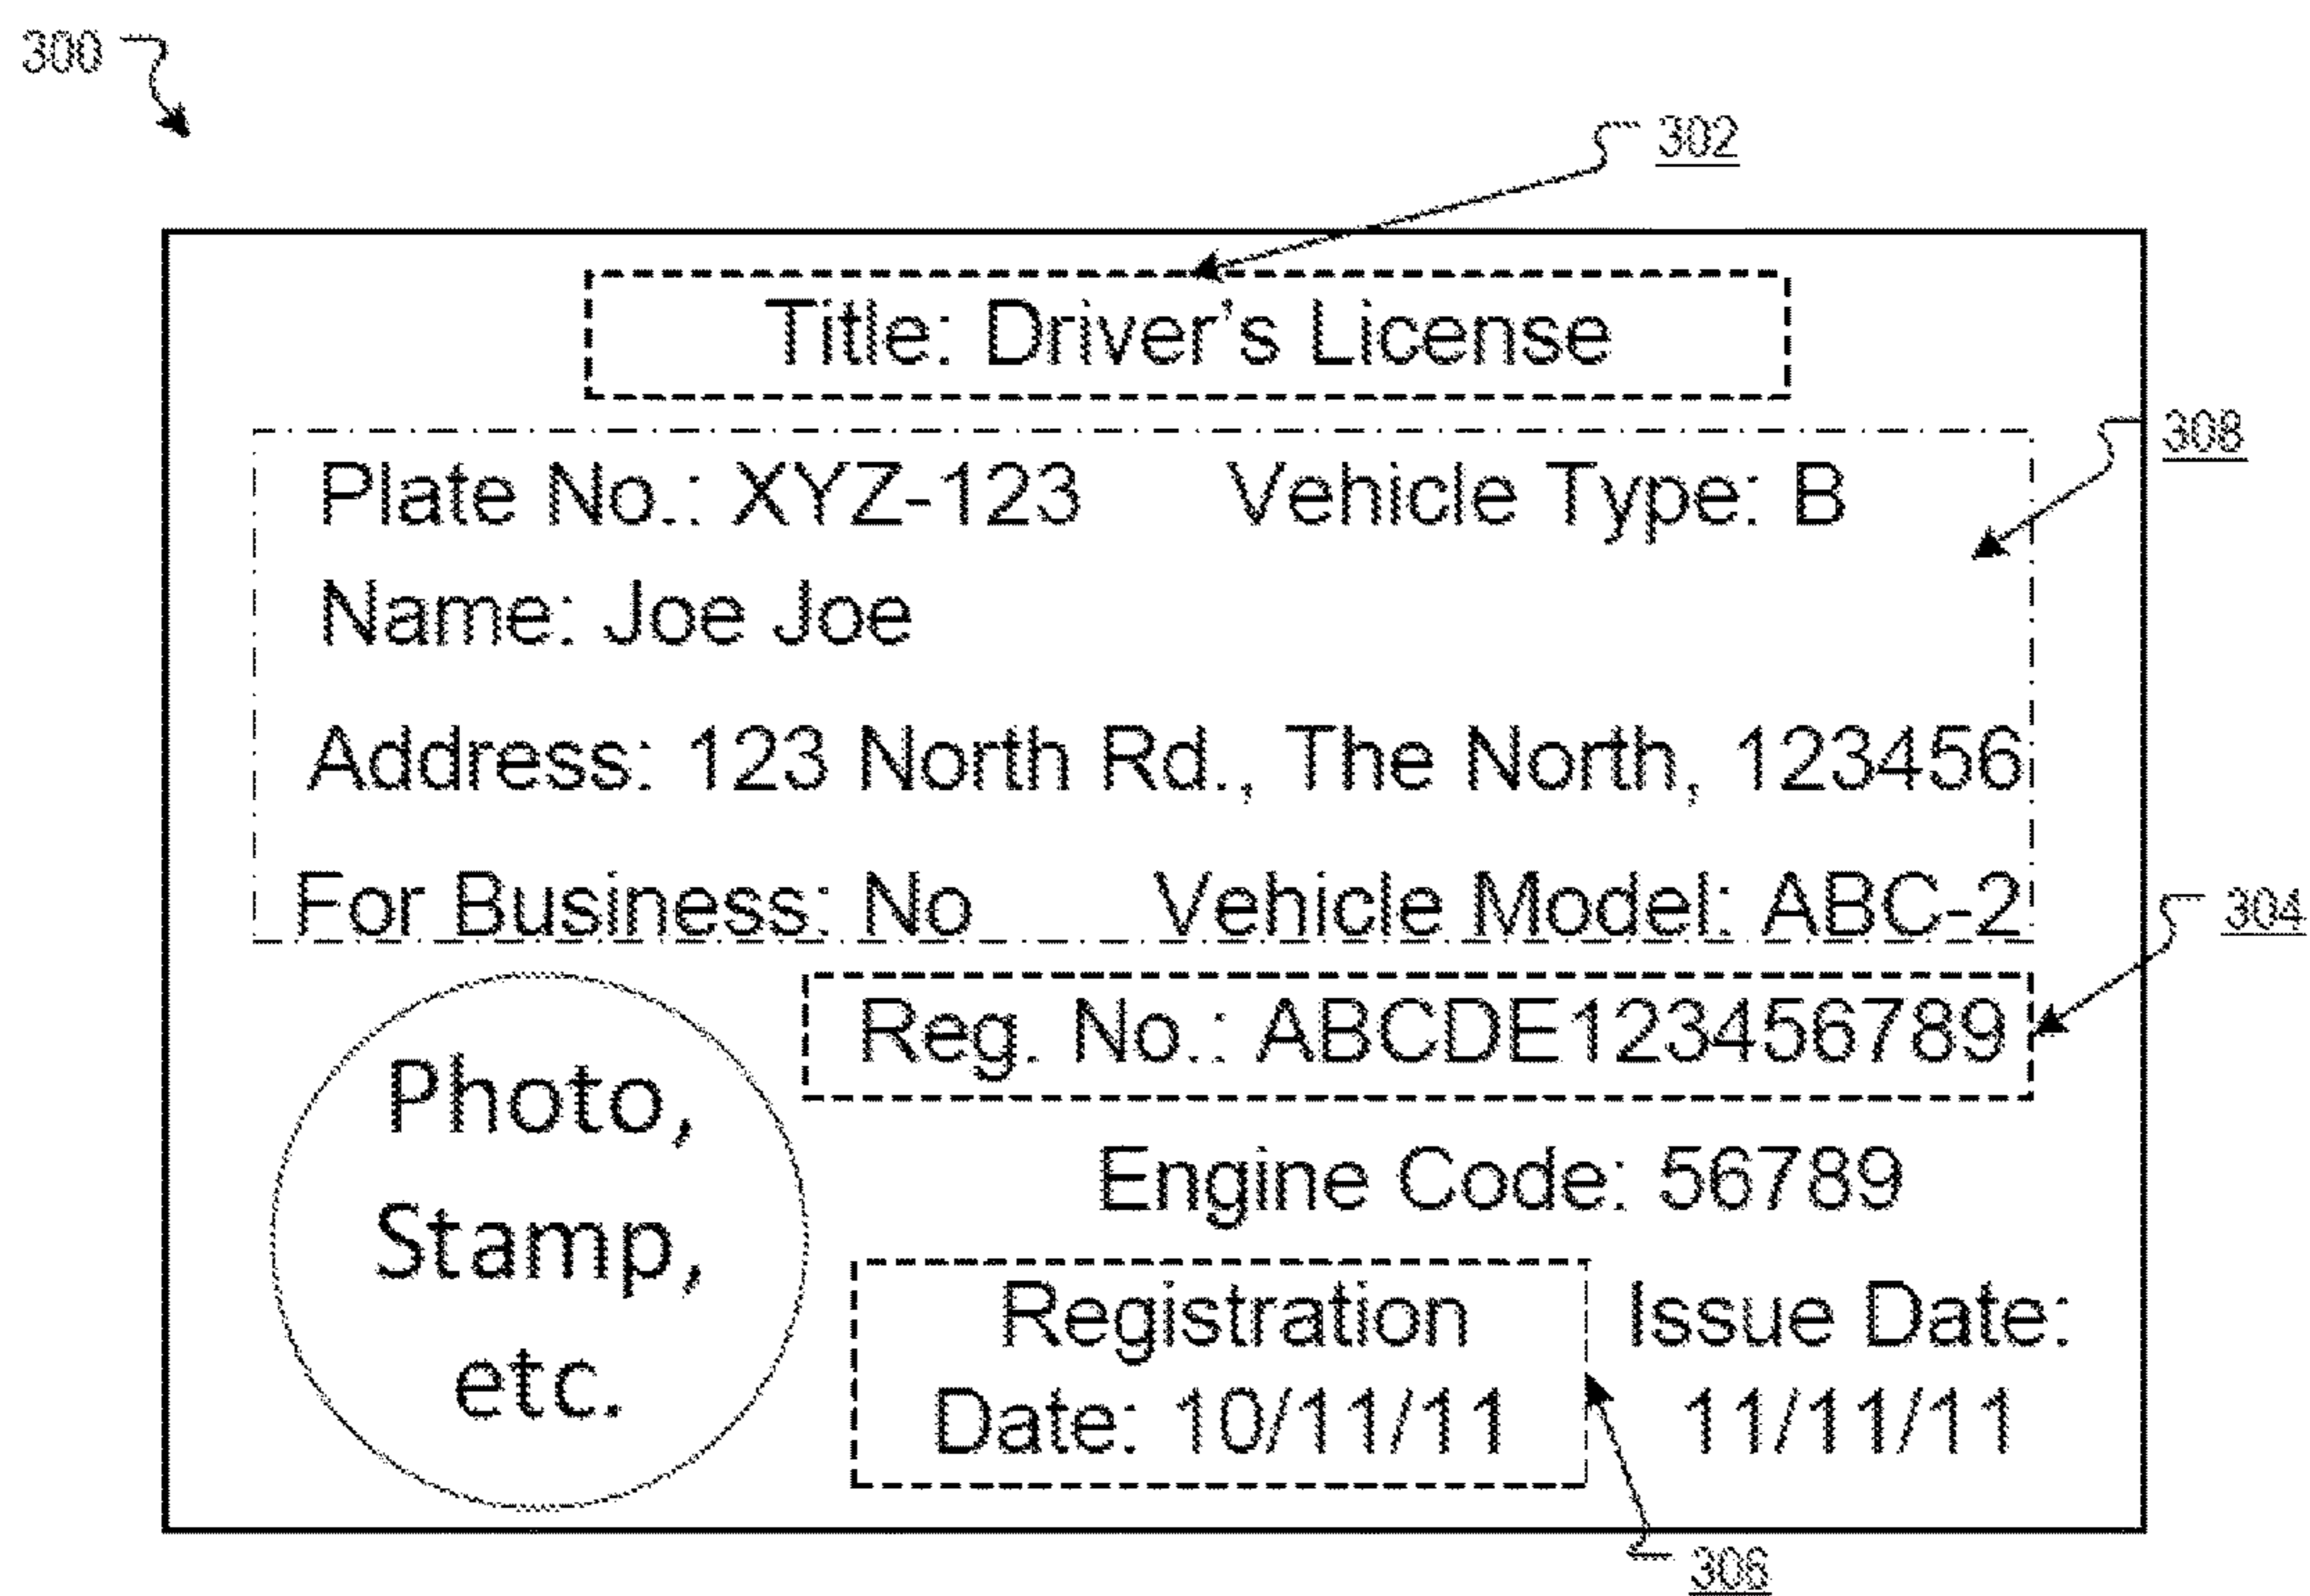 300
302
Title: Driver's License
308
Plate No.: XYZ-123 Vehicle Type: B
Name: Joe Joe
Address: 123 North Rd., The North, 123456
For Business: No Vehicle Model: ABC-2
304
Reg. No.: ABCDE123456789
Photo,
Stamp,
etc.
Engine Code: 56789
Registration
Date: 10/11/11
Issue Date:
11/11/11
306